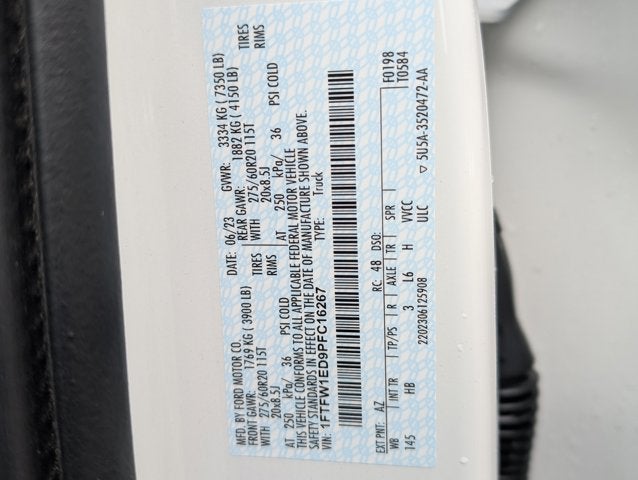 MFD. BY FORD MOTOR CO.
DATE: 06/23 GVWR: 3334 KG ( 7350 LB)
FRONT GAWR: 1769 KG ( 3900 LB) REAR GAWR: 1882 KG ( 4150 LB)
WITH 275/60R20 115T TIRES WITH 275/60R20 115T TIRES
20x8.5J RIMS 20x8.5J RIMS
AT 250 kPa/ 36 PSI COLD AT 250 kPa/ 36 PSI COLD
THIS VEHICLE CONFORMS TO ALL APPLICABLE FEDERAL MOTOR VEHICLE
SAFETY STANDARDS IN EFFECT ON THE DATE OF MANUFACTURE SHOWN ABOVE.
VIN: 1FTFW1ED9PFC16267 TYPE: Truck
F0198
T0584
EXT PNT: AZ RC: 48 DSO:
WB INT TR TP/PS R AXLE TR SPR
145 HB 3 L6 H VVCC
ULC 5U5A-3520472-AA
2202306125908